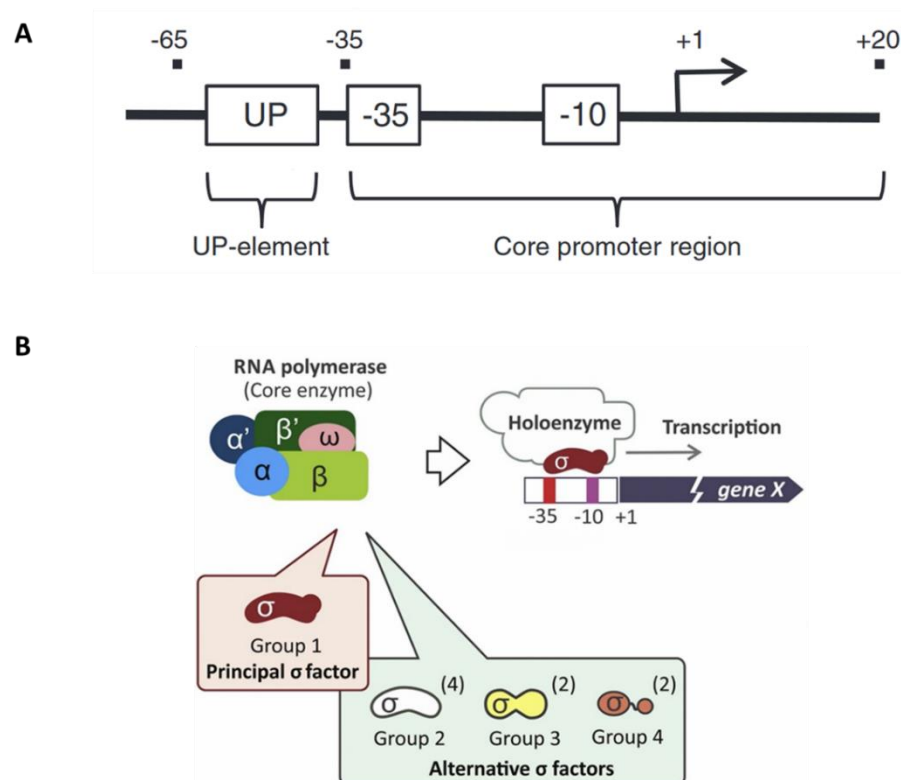 A
-65
-35
+1
+20
UP
-35
-10
UP-element
Core promoter region
B
RNA polymerase
(Core enzyme)
α'
β'
ω
α
β
Holoenzyme
σ
Transcription
gene X
-35
-10
+1
σ
Group 1
Principal σ factor
σ
(4)
σ
(2)
σ
(2)
Group 2
Group 3
Group 4
Alternative σ factors